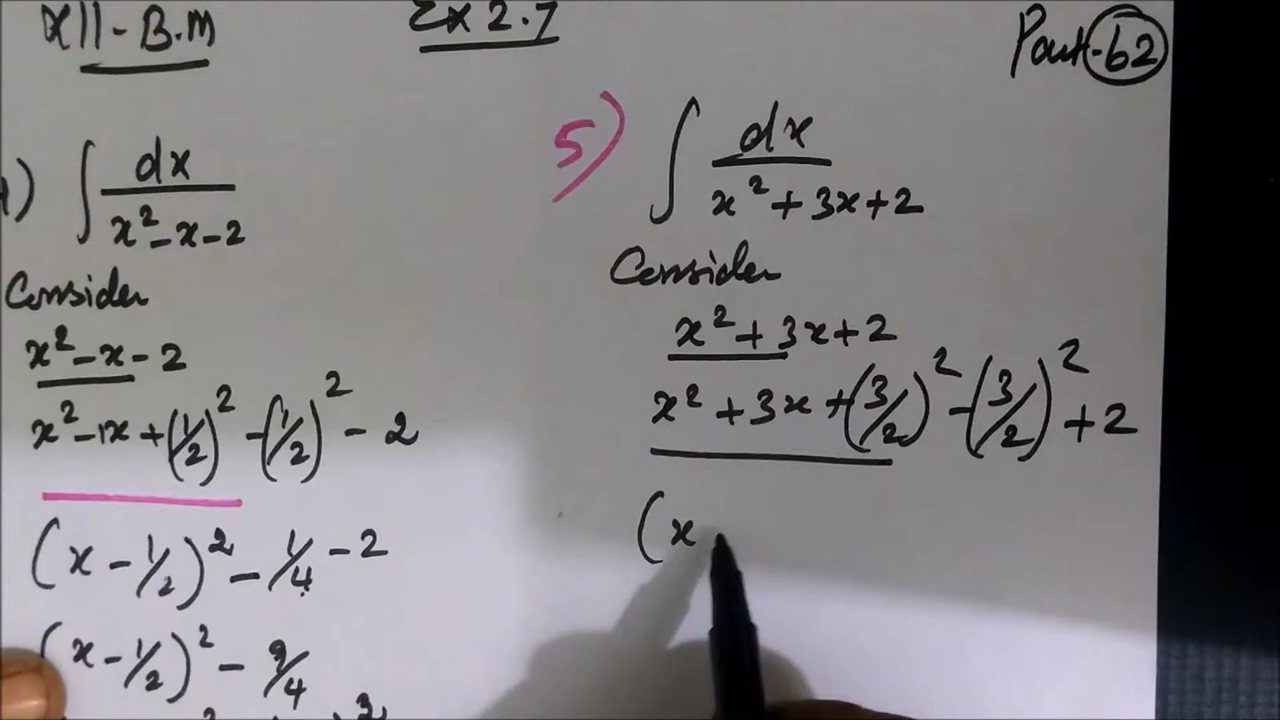 XII - B.M
Ex 2.7
Part-62
4) ∫ dx / (x² - x - 2)
Consider
x² - x - 2
x² - 1x + (1/2)² - (1/2)² - 2
(x - 1/2)² - 1/4 - 2
(x - 1/2)² - 9/4
5) ∫ dx / (x² + 3x + 2)
Consider
x² + 3x + 2
x² + 3x + (3/2)² - (3/2)² + 2
(x